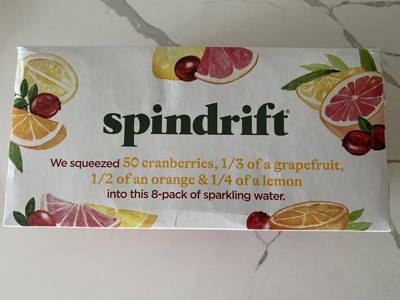 spindrift®
We squeezed 50 cranberries, 1/3 of a grapefruit,
1/2 of an orange & 1/4 of a lemon
into this 8-pack of sparkling water.